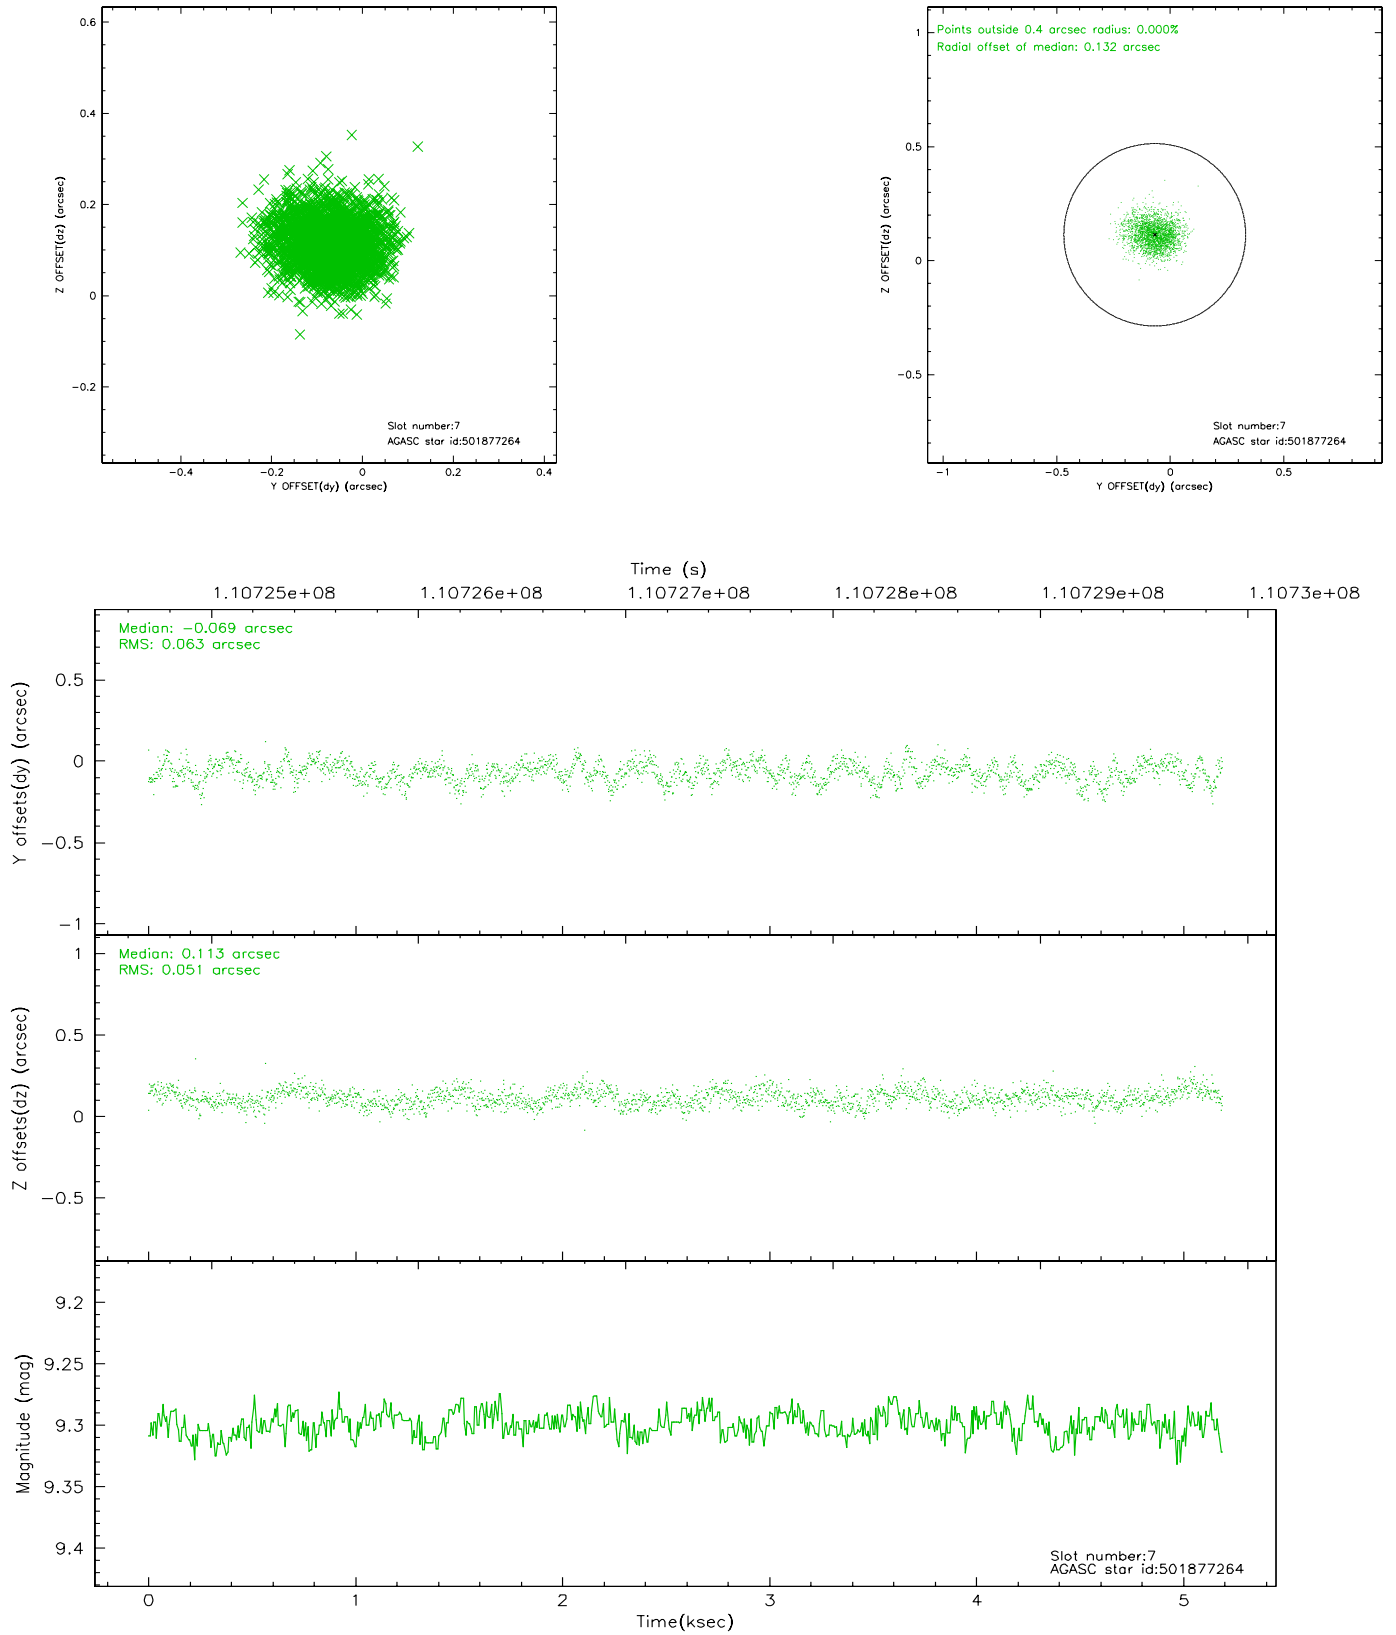 0.6
0.4
0.2
0
−0.2
Z OFFSET(dz) (arcsec)
−0.4
−0.2
0
0.2
0.4
Y OFFSET(dy) (arcsec)
Slot number:7
AGASC star id:501877264
Points outside 0.4 arcsec radius: 0.000%
Radial offset of median: 0.132 arcsec
1
0.5
0
−0.5
Z OFFSET(dz) (arcsec)
−1
−0.5
0
0.5
Y OFFSET(dy) (arcsec)
Slot number:7
AGASC star id:501877264
Time (s)
1.10725e+08
1.10726e+08
1.10727e+08
1.10728e+08
1.10729e+08
1.1073e+08
Median: −0.069 arcsec
RMS: 0.063 arcsec
0.5
0
−0.5
−1
Y offsets(dy) (arcsec)
Median: 0.113 arcsec
RMS: 0.051 arcsec
1
0.5
0
−0.5
Z offsets(dz) (arcsec)
9.2
9.25
9.3
9.35
9.4
Magnitude (mag)
Slot number:7
AGASC star id:501877264
0
1
2
3
4
5
Time(ksec)